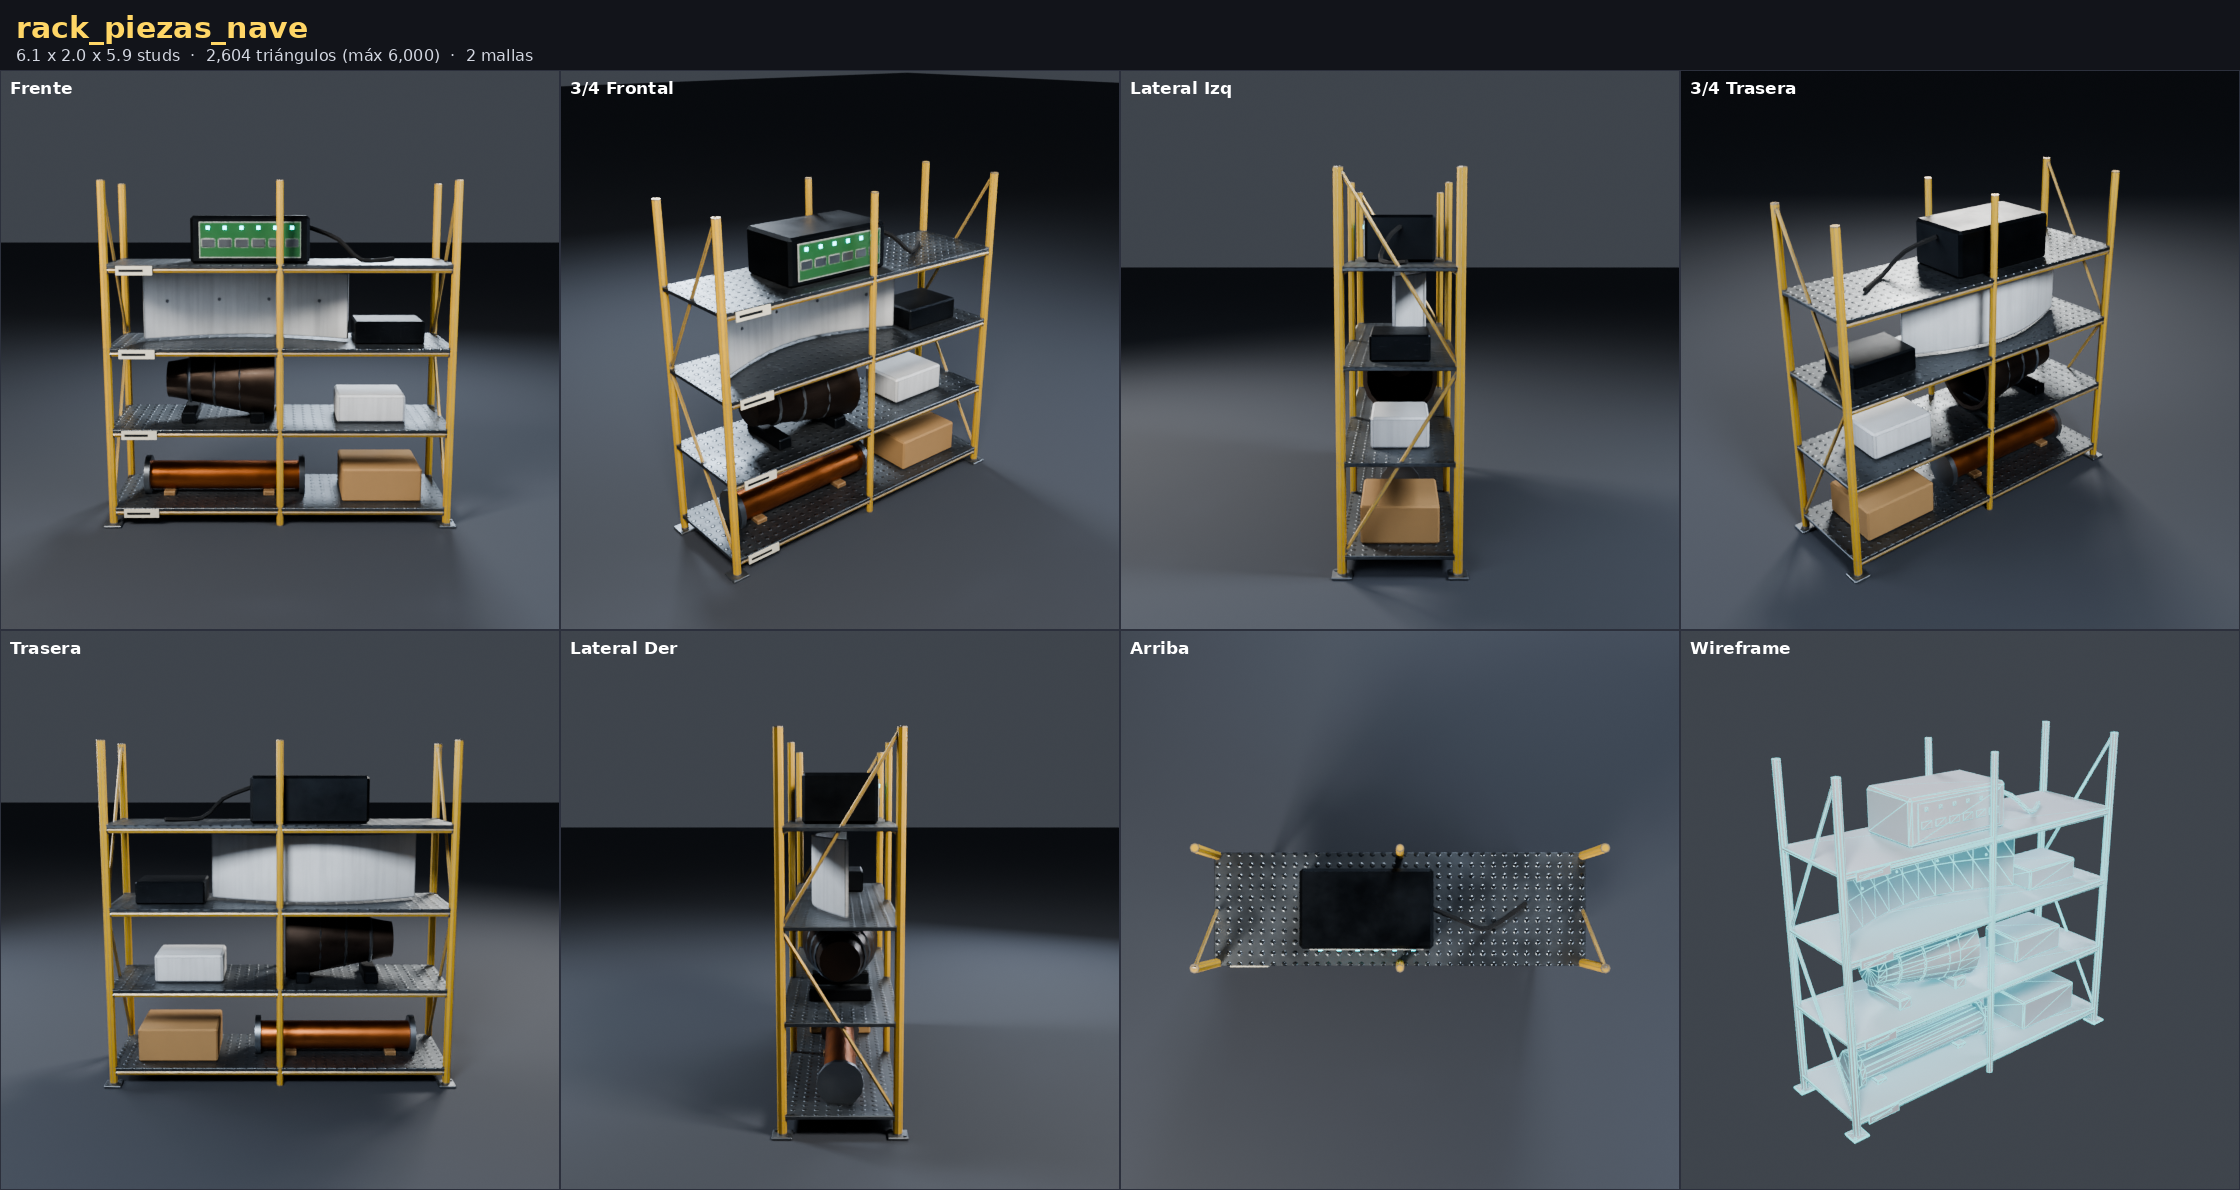 rack_piezas_nave
6.1 x 2.0 x 5.9 studs · 2,604 triángulos (máx 6,000) · 2 mallas
Frente
3/4 Frontal
Lateral Izq
3/4 Trasera
Trasera
Lateral Der
Arriba
Wireframe